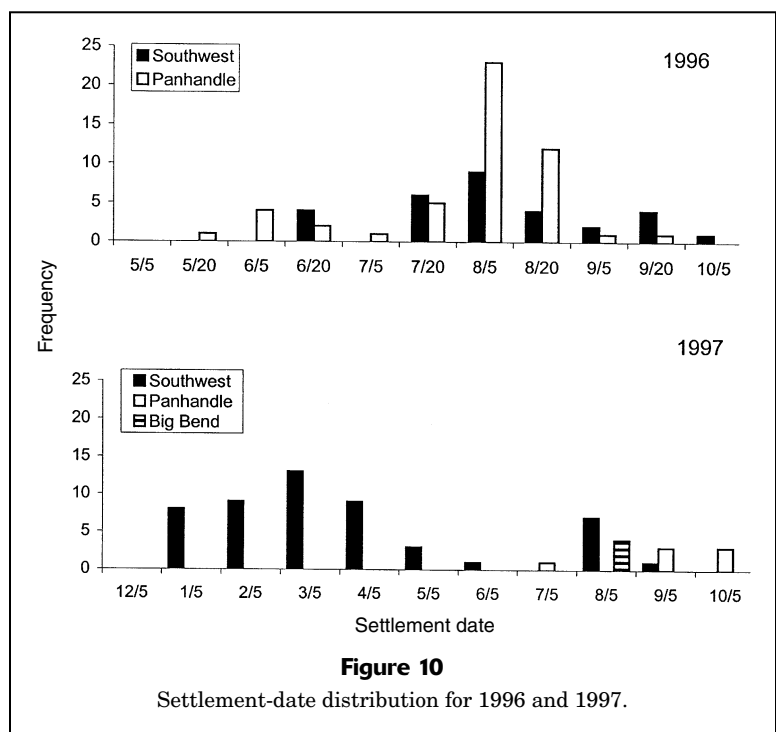 25
20
15
10
5
0
Southwest
Panhandle
1996
5/5 5/20 6/5 6/20 7/5 7/20 8/5 8/20 9/5 9/20 10/5
Frequency
1997
25
20
15
10
5
0
Southwest
Panhandle
Big Bend
12/5 1/5 2/5 3/5 4/5 5/5 6/5 7/5 8/5 9/5 10/5
Settlement date
Figure 10
Settlement-date distribution for 1996 and 1997.